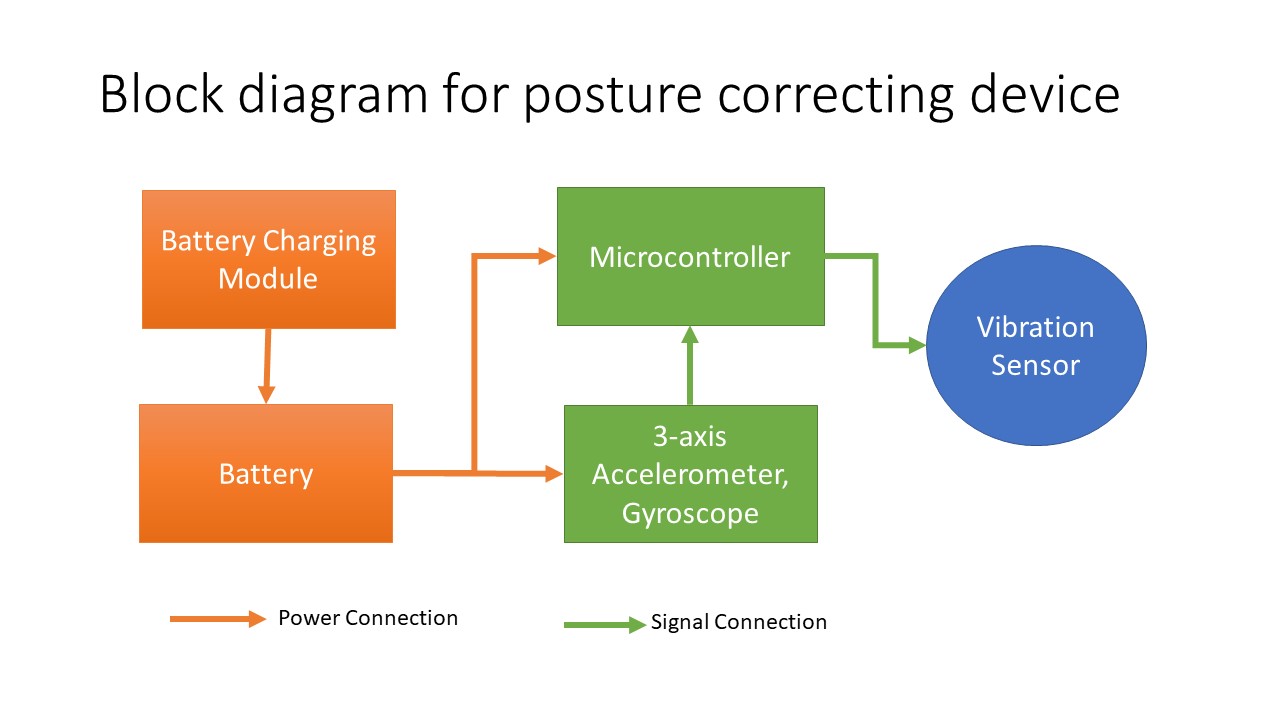 Block diagram for posture correcting device
Battery Charging
Module
Microcontroller
Vibration
Sensor
Battery
3-axis
Accelerometer,
Gyroscope
Power Connection
Signal Connection